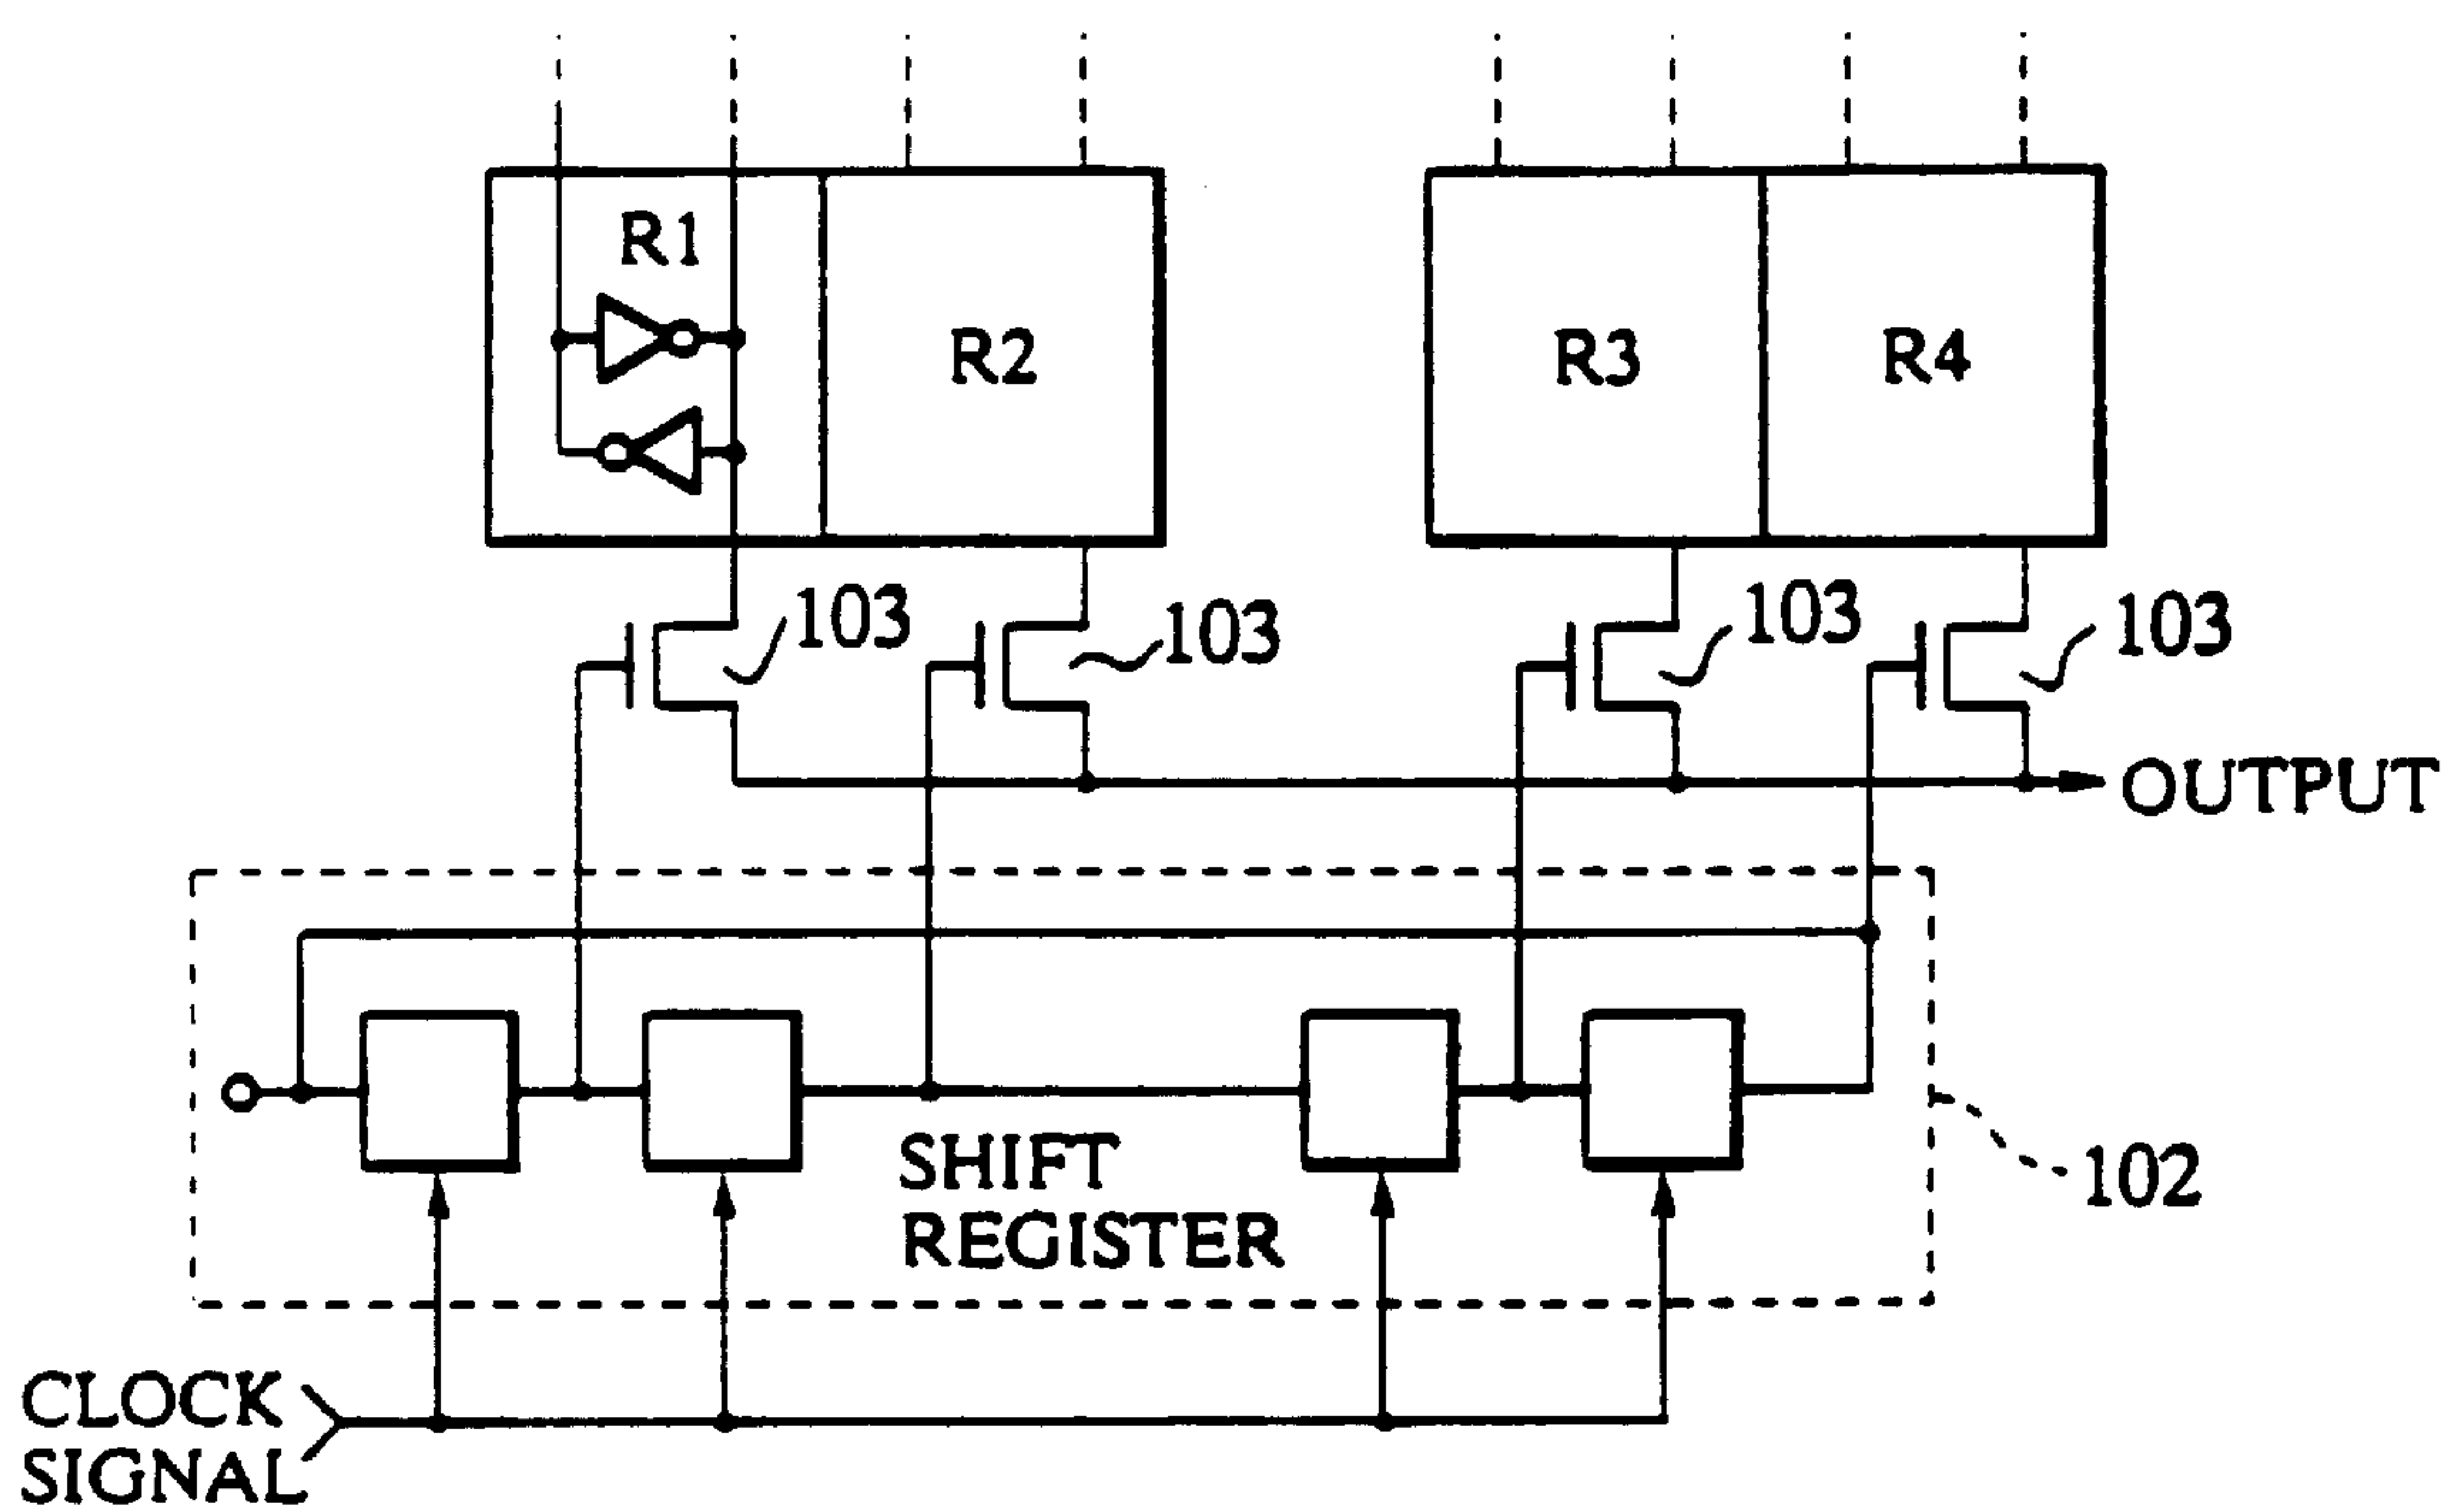 R1
R2
R3
R4
103
103
103
103
OUTPUT
SHIFT
REGISTER
102
CLOCK
SIGNAL